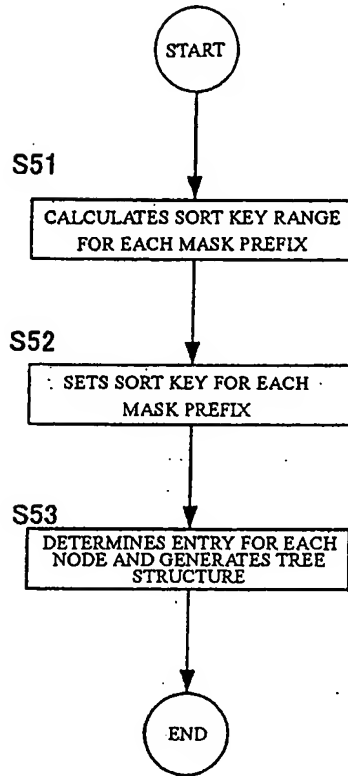 START
S51
CALCULATES SORT KEY RANGE
FOR EACH MASK PREFIX
S52
SETS SORT KEY FOR EACH
MASK PREFIX
S53
DETERMINES ENTRY FOR EACH
NODE AND GENERATES TREE
STRUCTURE
END